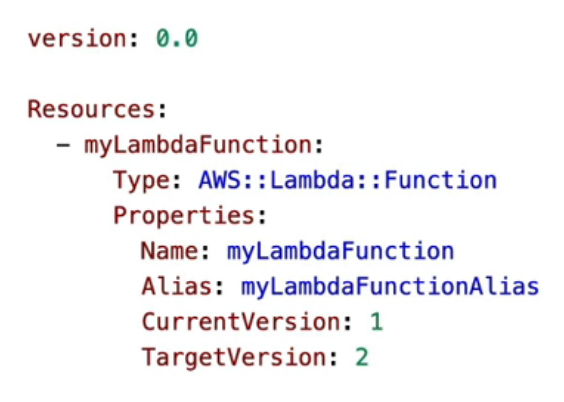 version: 0.0
Resources:
- myLambdaFunction:
Type: AWS::Lambda::Function
Properties:
Name: myLambdaFunction
Alias: myLambdaFunctionAlias
CurrentVersion: 1
TargetVersion: 2